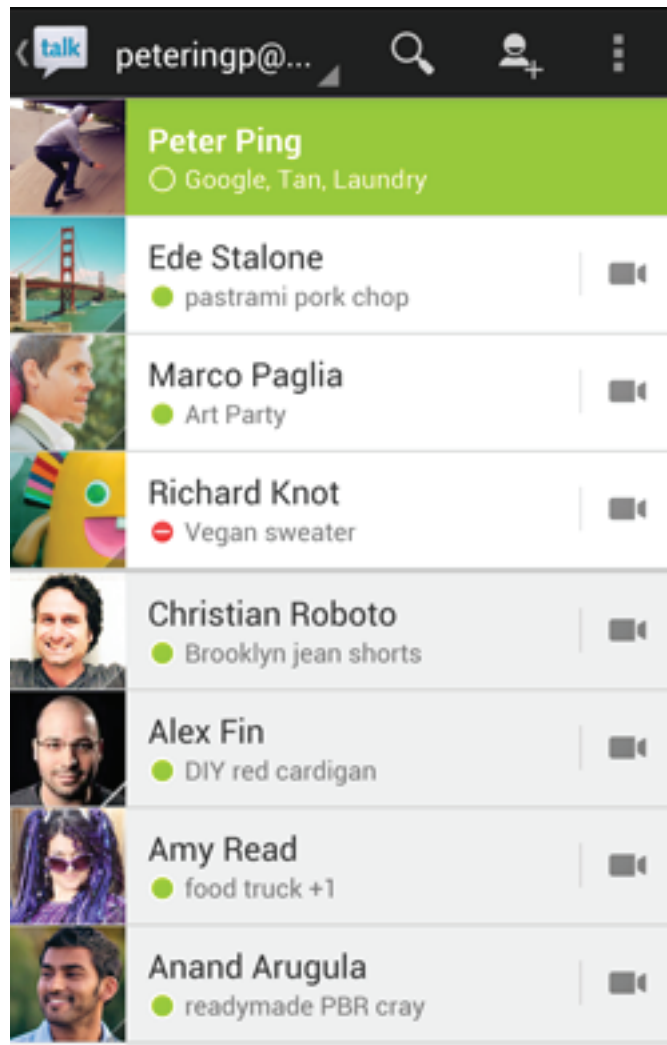 talk
peteringp@...
Peter Ping
Google, Tan, Laundry
Ede Stalone
pastrami pork chop
Marco Paglia
Art Party
Richard Knot
Vegan sweater
Christian Roboto
Brooklyn jean shorts
Alex Fin
DIY red cardigan
Amy Read
food truck +1
Anand Arugula
readymade PBR cray